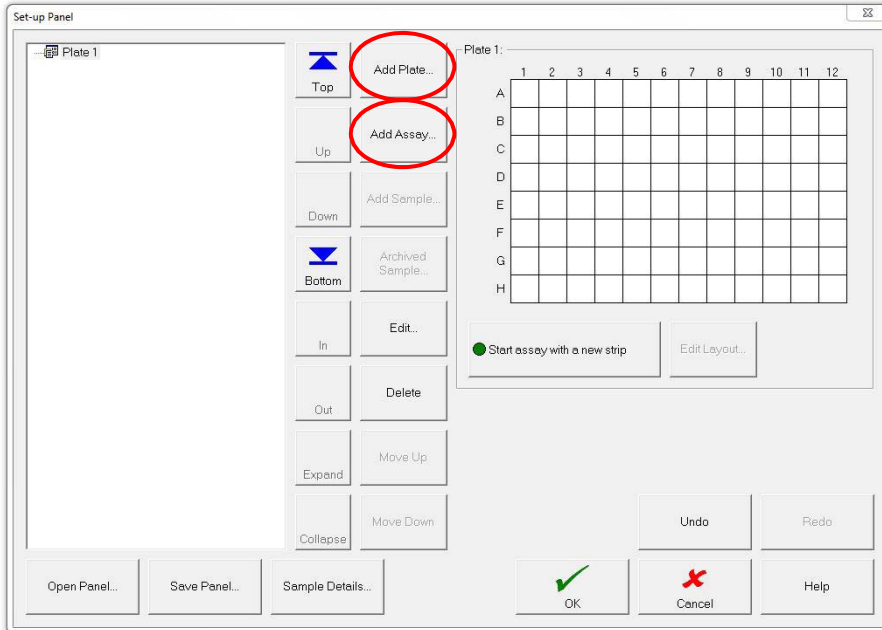 Set-up Panel
Plate 1
Top
Up
Down
Bottom
In
Out
Expand
Collapse
Add Plate...
Add Assay...
Add Sample...
Archived
Sample...
Edit...
Delete
Move Up
Move Down
Plate 1:
1 2 3 4 5 6 7 8 9 10 11 12
A
B
C
D
E
F
G
H
Start assay with a new strip
Edit Layout...
Undo
Redo
Open Panel...
Save Panel...
Sample Details...
OK
Cancel
Help